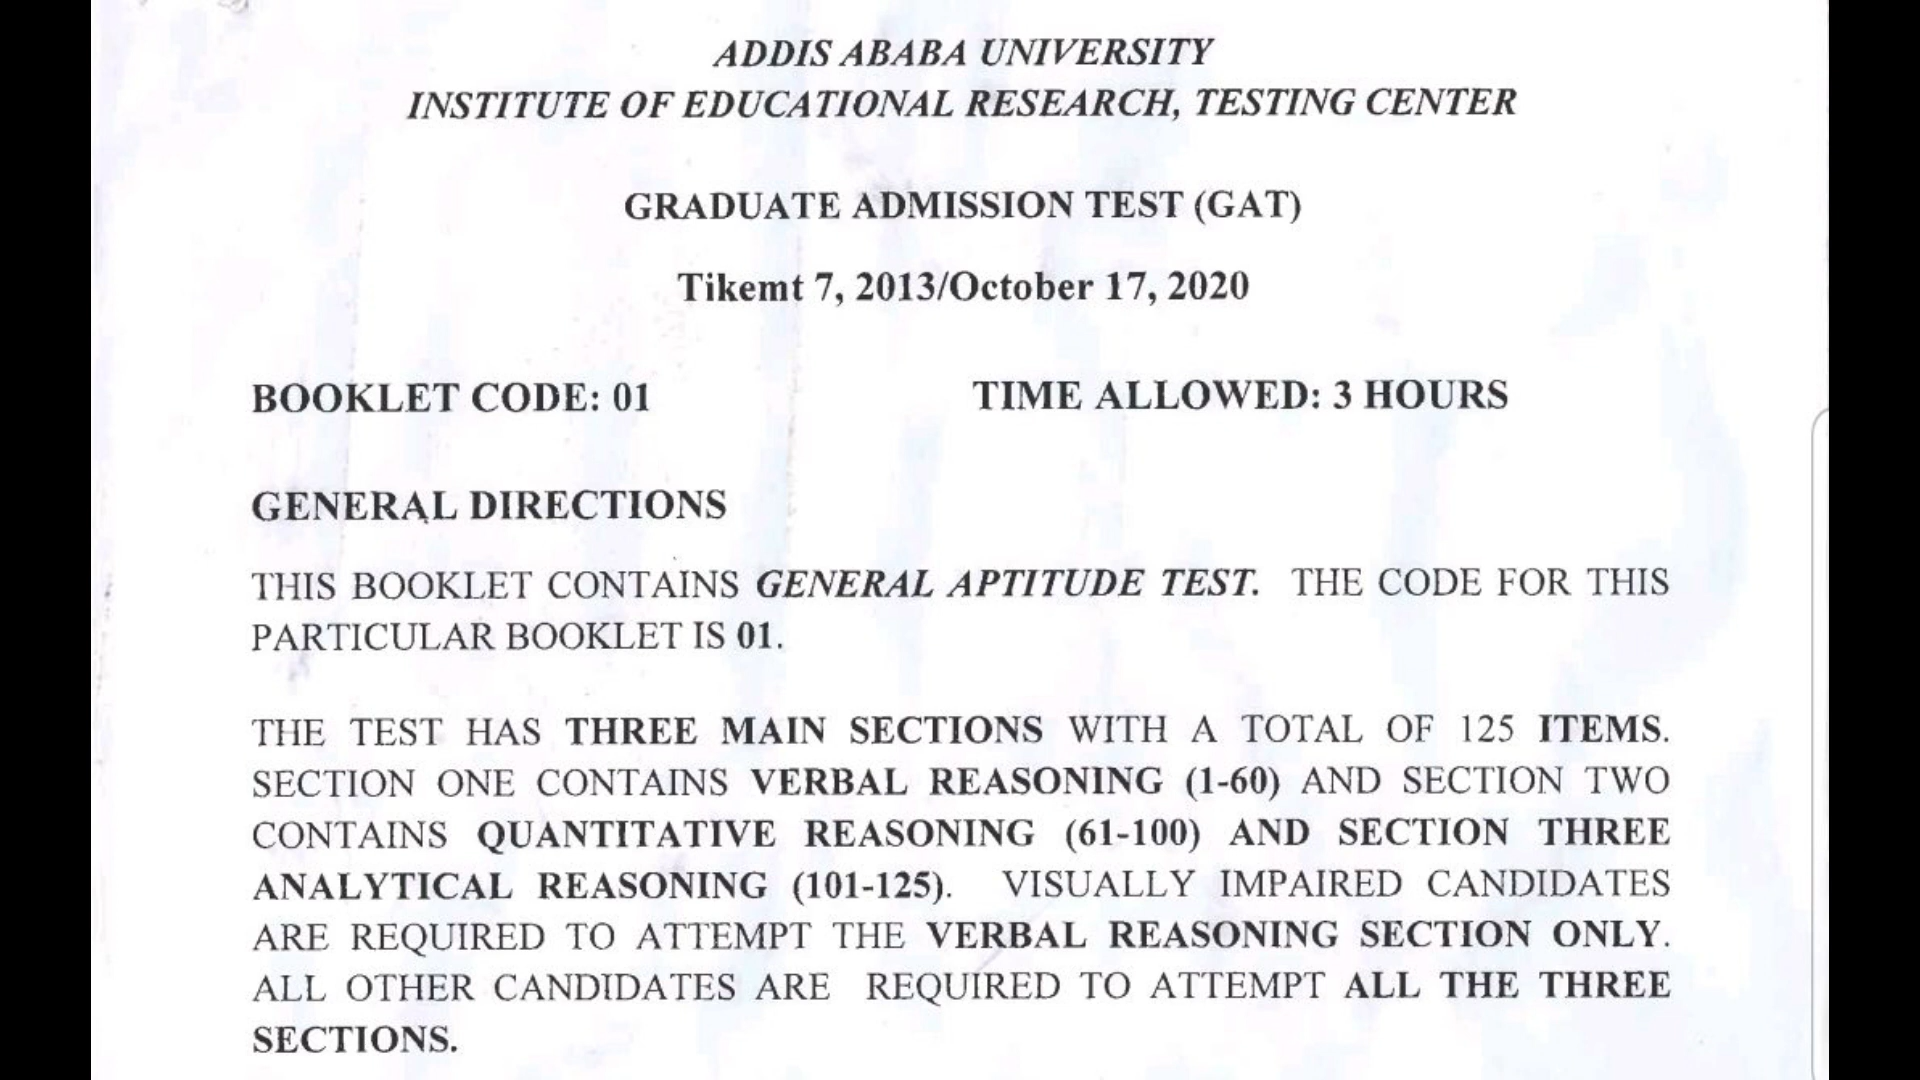 ADDIS ABABA UNIVERSITY
INSTITUTE OF EDUCATIONAL RESEARCH, TESTING CENTER
GRADUATE ADMISSION TEST (GAT)
Tikemt 7, 2013/October 17, 2020
BOOKLET CODE: 01 TIME ALLOWED: 3 HOURS
GENERAL DIRECTIONS
THIS BOOKLET CONTAINS GENERAL APTITUDE TEST. THE CODE FOR THIS
PARTICULAR BOOKLET IS 01.
THE TEST HAS THREE MAIN SECTIONS WITH A TOTAL OF 125 ITEMS.
SECTION ONE CONTAINS VERBAL REASONING (1-60) AND SECTION TWO
CONTAINS QUANTITATIVE REASONING (61-100) AND SECTION THREE
ANALYTICAL REASONING (101-125). VISUALLY IMPAIRED CANDIDATES
ARE REQUIRED TO ATTEMPT THE VERBAL REASONING SECTION ONLY.
ALL OTHER CANDIDATES ARE REQUIRED TO ATTEMPT ALL THE THREE
SECTIONS.